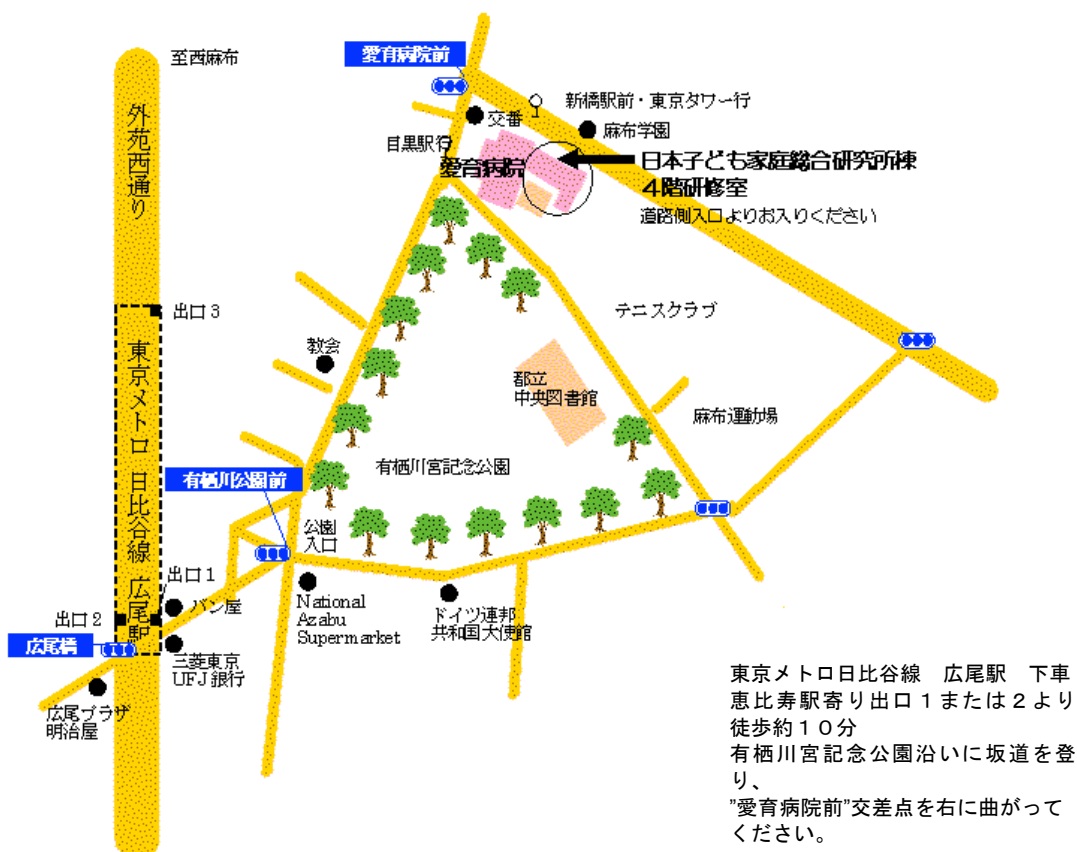 至西麻布
愛育病院前
外苑西通り
新橋駅前・東京タワー行
交番
麻布学園
目黒駅行
愛育病院
日本子ども家庭総合研究所棟
4階研修室
道路側入口よりお入りください
出口3
テニスクラブ
東京メトロ 日比谷線 広尾駅
教会
都立
中央図書館
麻布運動場
有栖川宮記念公園
有栖川公園前
公園
入口
出口1
パン屋
出口2
広尾橋
National
Azabu
Supermarket
ドイツ連邦
共和国大使館
三菱東京
UFJ銀行
広尾プラザ
明治屋
東京メトロ日比谷線 広尾駅 下車
恵比寿駅寄り出口1または2より
徒歩約10分
有栖川宮記念公園沿いに坂道を登
り、
”愛育病院前”交差点を右に曲がって
ください。